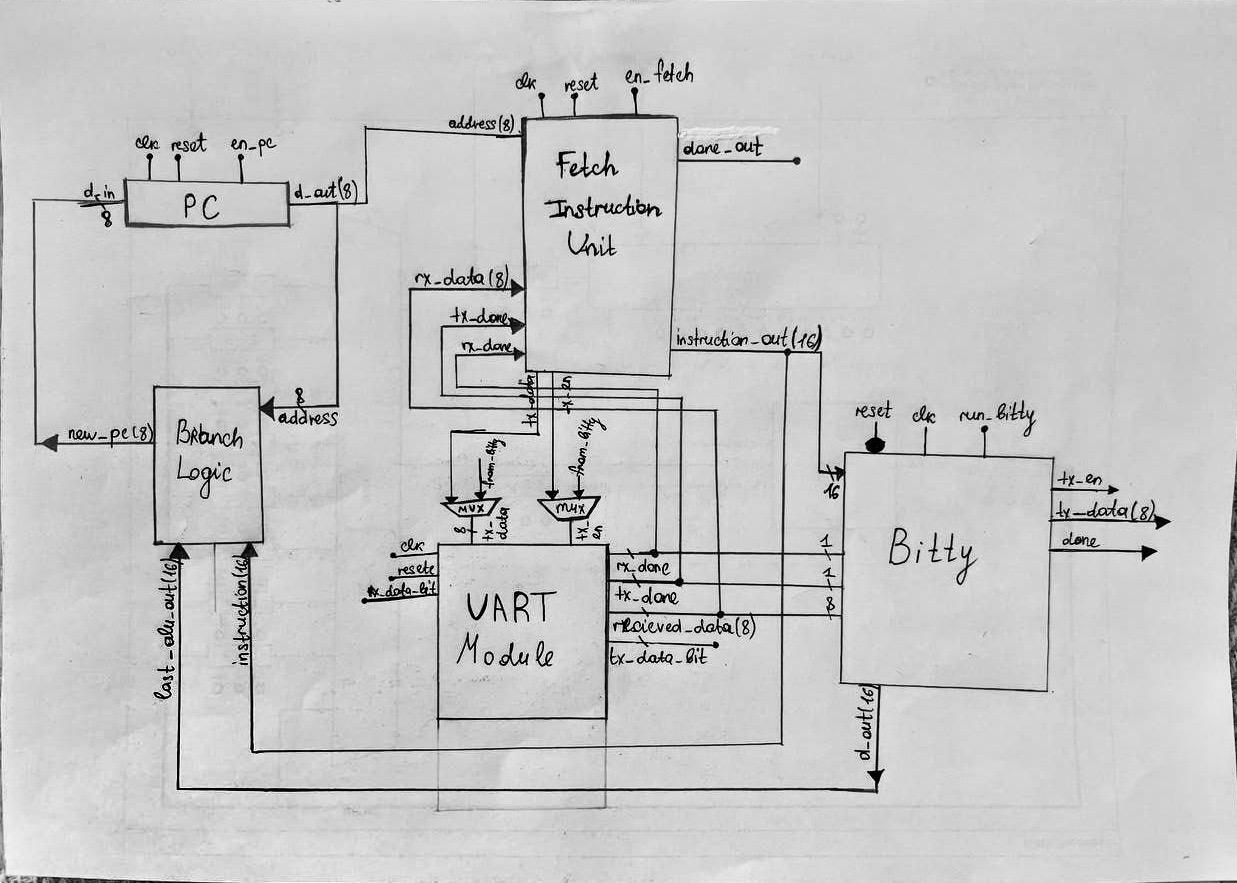 clk reset en_fetch
address(8)
done_out
Fetch
Instruction
Unit
clk reset en_pc
d_in
8
PC
d_out(8)
rx_data(8)
tx_done
rx_done
instruction_out(16)
tx_data
tx_en
8
address
new_pc(8)
Branch
Logic
from_bitty
from_bitty
MUX
MUX
8
tx_data
tx_en
reset clk run_bitty
16
Bitty
tx_en
tx_data(8)
done
clk
resete
rx_data_bit
UART
Module
rx_done
1
tx_done
1
recieved_data(8)
8
tx_data_bit
last_alu_out(16)
instruction(16)
d_out(16)